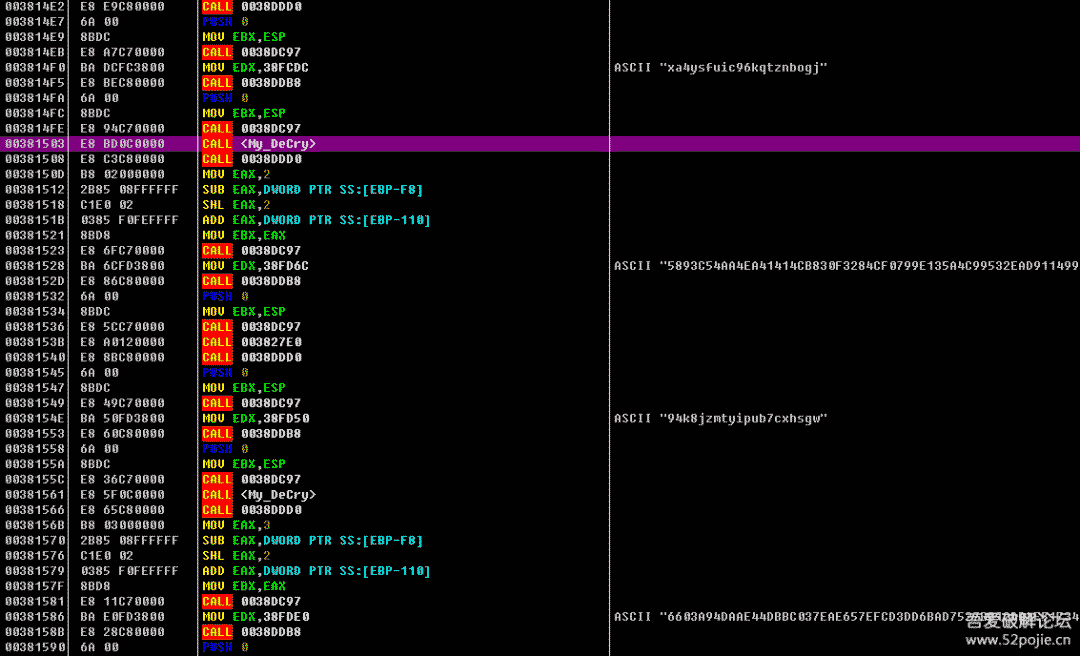 003814E2 E8 E9C80000 CALL 0038DDD0
003814E7 6A 00 PUSH 0
003814E9 8BDC MOV EBX,ESP
003814EB E8 A7C70000 CALL 0038DC97
003814F0 BA DCFC3800 MOV EDX,38FCDC ASCII "xa4ysfuic96kqtznbogj"
003814F5 E8 BEC80000 CALL 0038DDB8
003814FA 6A 00 PUSH 0
003814FC 8BDC MOV EBX,ESP
003814FE E8 94C70000 CALL 0038DC97
00381503 E8 BD0C0000 CALL <My_DeCry>
00381508 E8 C3C80000 CALL 0038DDD0
0038150D B8 02000000 MOV EAX,2
00381512 2B85 08FFFFFF SUB EAX,DWORD PTR SS:[EBP-F8]
00381518 C1E0 02 SHL EAX,2
0038151B 0385 F0FEFFFF ADD EAX,DWORD PTR SS:[EBP-110]
00381521 8BD8 MOV EBX,EAX
00381523 E8 6FC70000 CALL 0038DC97
00381528 BA 6CFD3800 MOV EDX,38FD6C ASCII "5893C54AA4EA41414CB830F3284CF0799E135A4C99532EAD911499
0038152D E8 86C80000 CALL 0038DDB8
00381532 6A 00 PUSH 0
00381534 8BDC MOV EBX,ESP
00381536 E8 5CC70000 CALL 0038DC97
0038153B E8 A0120000 CALL 003827E0
00381540 E8 8BC80000 CALL 0038DDD0
00381545 6A 00 PUSH 0
00381547 8BDC MOV EBX,ESP
00381549 E8 49C70000 CALL 0038DC97
0038154E BA 50FD3800 MOV EDX,38FD50 ASCII "94k8jzmtyipub7cxhsgw"
00381553 E8 60C80000 CALL 0038DDB8
00381558 6A 00 PUSH 0
0038155A 8BDC MOV EBX,ESP
0038155C E8 36C70000 CALL 0038DC97
00381561 E8 5F0C0000 CALL <My_DeCry>
00381566 E8 65C80000 CALL 0038DDD0
0038156B B8 03000000 MOV EAX,3
00381570 2B85 08FFFFFF SUB EAX,DWORD PTR SS:[EBP-F8]
00381576 C1E0 02 SHL EAX,2
00381579 0385 F0FEFFFF ADD EAX,DWORD PTR SS:[EBP-110]
0038157F 8BD8 MOV EBX,EAX
00381581 E8 11C70000 CALL 0038DC97
00381586 BA E0FD3800 MOV EDX,38FDE0 ASCII
0038158B E8 28C80000 CALL 0038DDB8
00381590 6A 00 PUSH 0
吾爱破解论坛
www.52pojie.cn